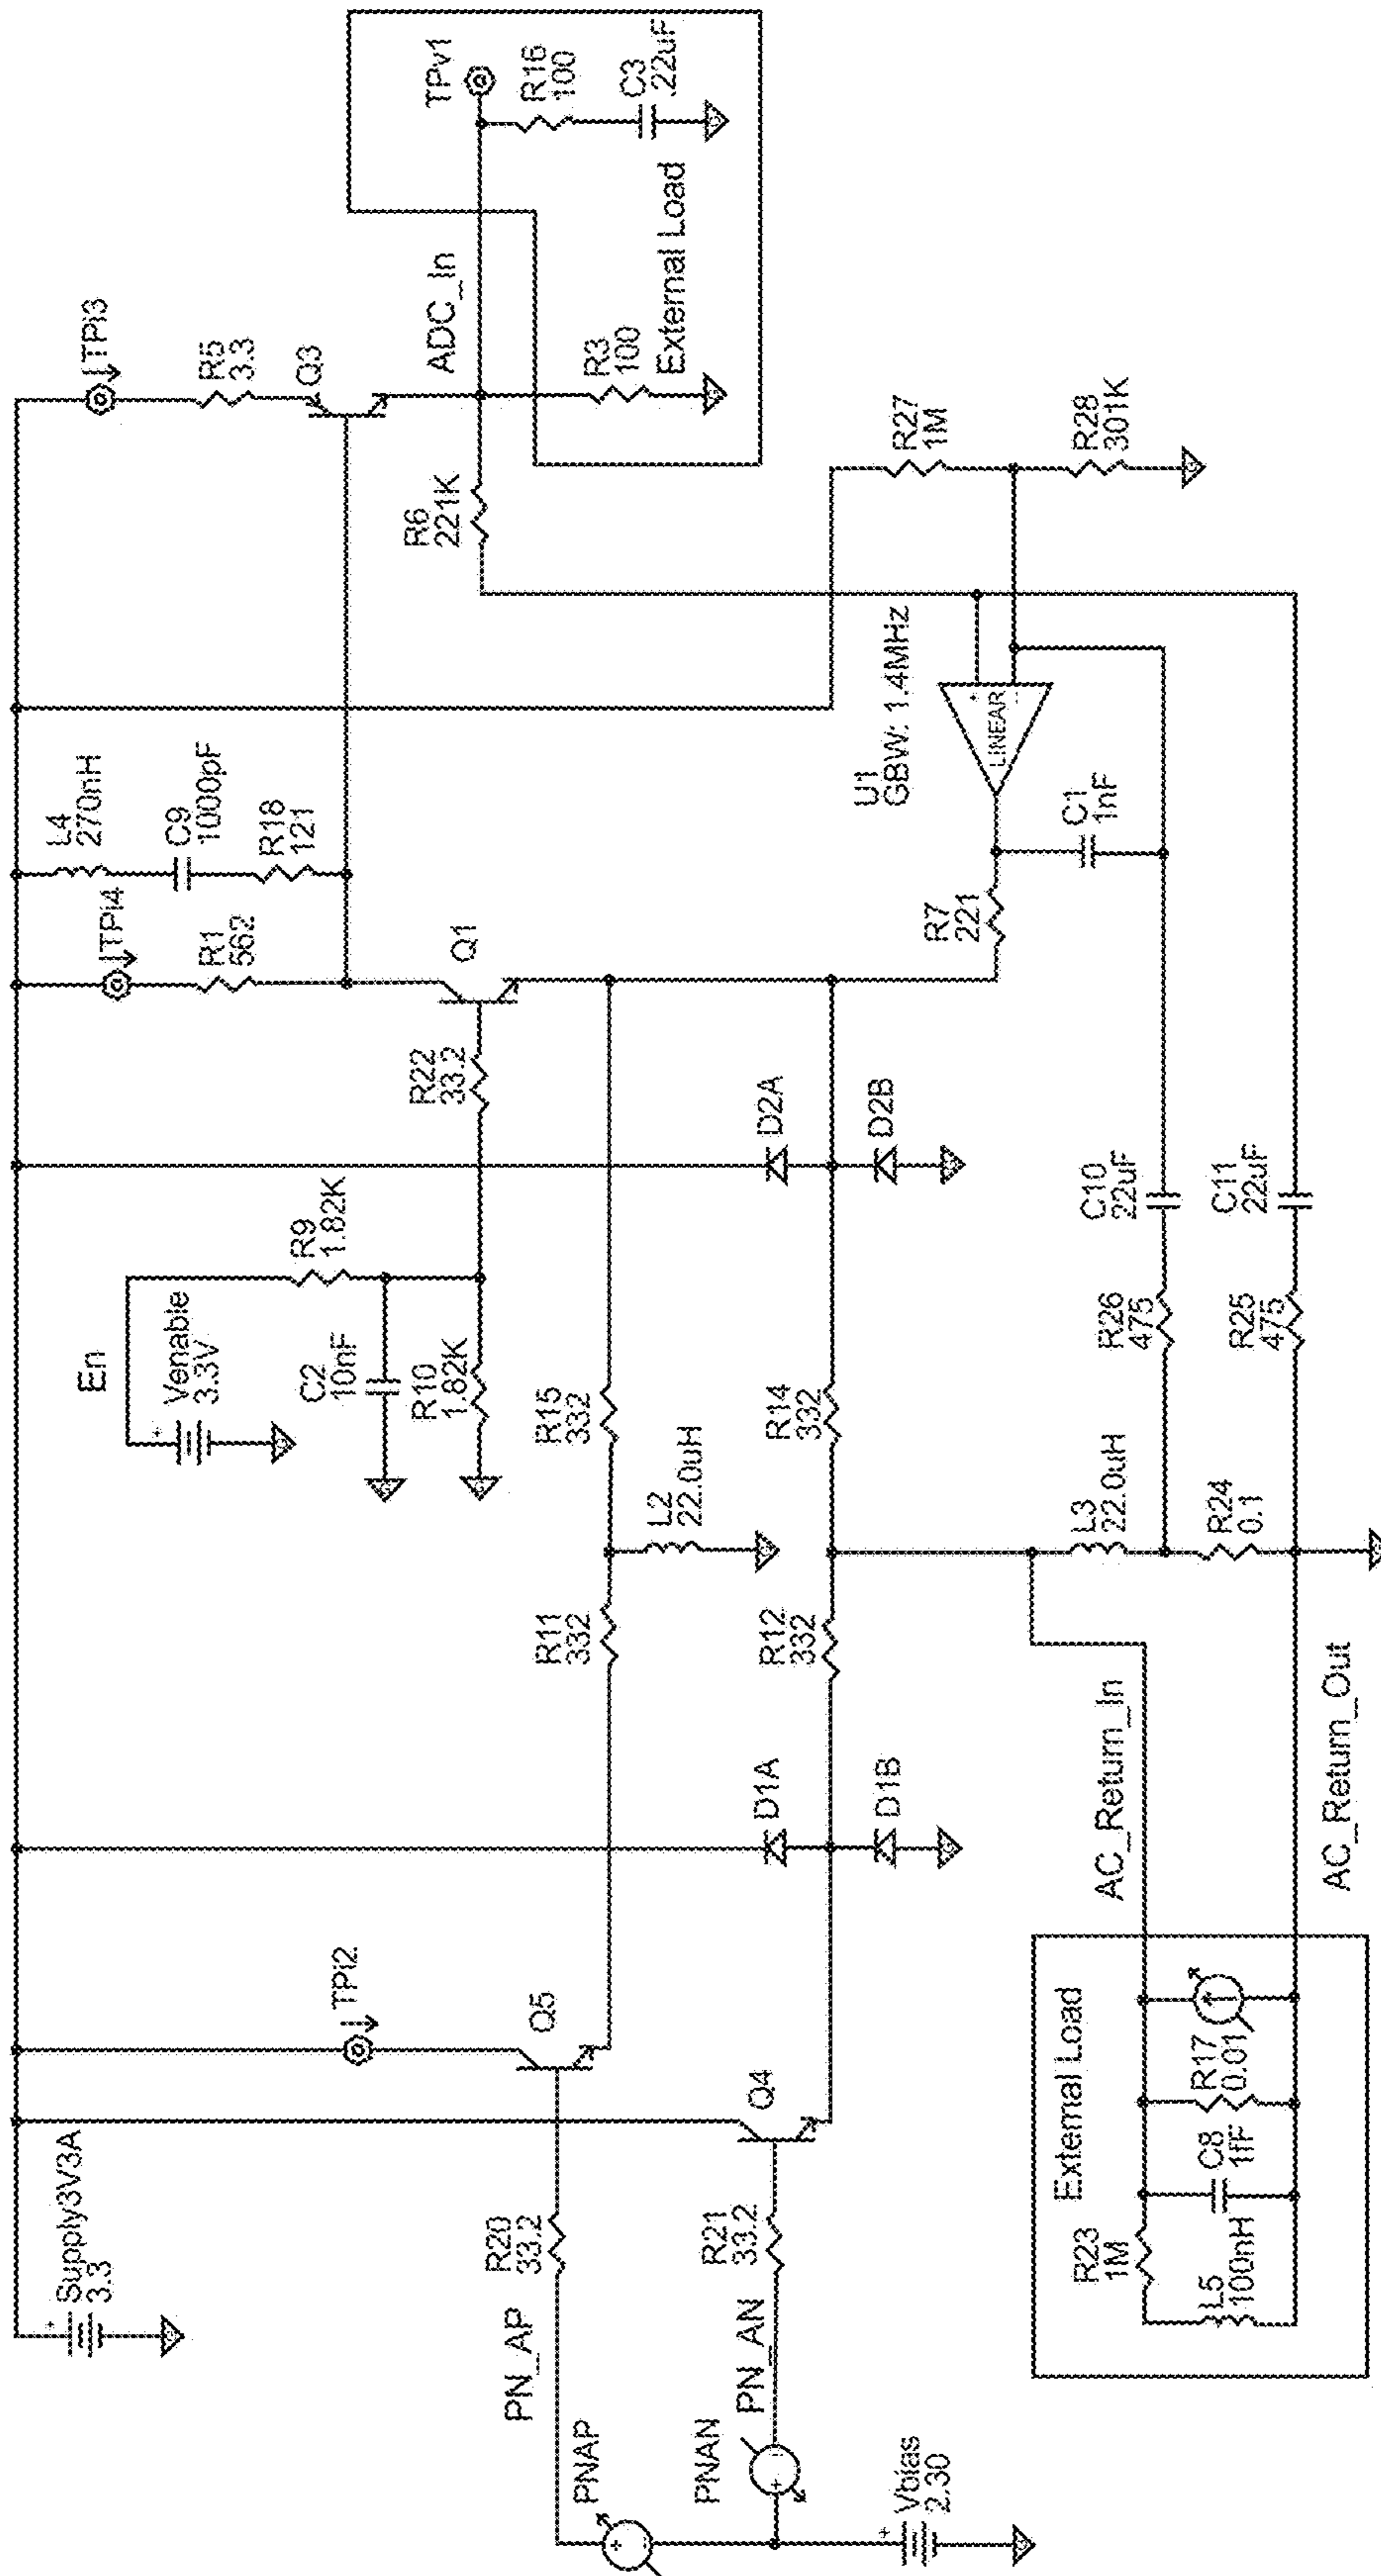 Supply3V3A
3.3
TPi2
Q5
Q4
R20
33.2
R21
33.2
PN_AP
PN_AN
PNAP
PNAN
Vbias
2.30
En
Venable
3.3V
R9
1.82K
C2
10nF
R10
1.82K
R22
33.2
Q1
TPi4
R1
562
L4
270nH
C9
1000pF
R18
121
TPi3
R5
3.3
Q3
ADC_In
R6
221K
R3
100
External Load
TPv1
R16
100
C3
.22uF
R11
332
R15
332
L2
22.0uH
R12
332
R14
332
D1A
D1B
D2A
D2B
L3
22.0uH
R24
0.1
R26
475
C10
22uF
R25
475
C11
22uF
R7
221
C1
1nF
U1
GBW: 1.4MHz
LINEAR
R27
1M
R28
301K
AC_Return_In
AC_Return_Out
External Load
R23
1M
L5
100nH
C8
1fF
R17
0.01